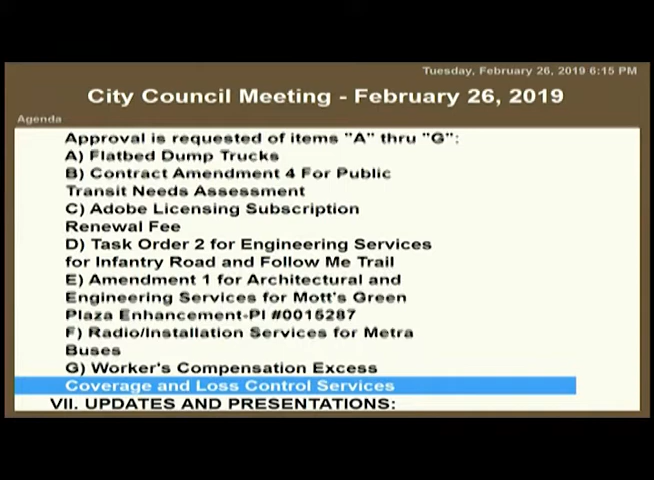 Tuesday, February 26, 2019 6:15 PM
City Council Meeting - February 26, 2019
Agenda
Approval is requested of items "A" thru "G":
A) Flatbed Dump Trucks
B) Contract Amendment 4 For Public
Transit Needs Assessment
C) Adobe Licensing Subscription
Renewal Fee
D) Task Order 2 for Engineering Services
for Infantry Road and Follow Me Trail
E) Amendment 1 for Architectural and
Engineering Services for Mott's Green
Plaza Enhancement-PI #0015287
F) Radio/Installation Services for Metra
Buses
G) Worker's Compensation Excess
Coverage and Loss Control Services
VII. UPDATES AND PRESENTATIONS: